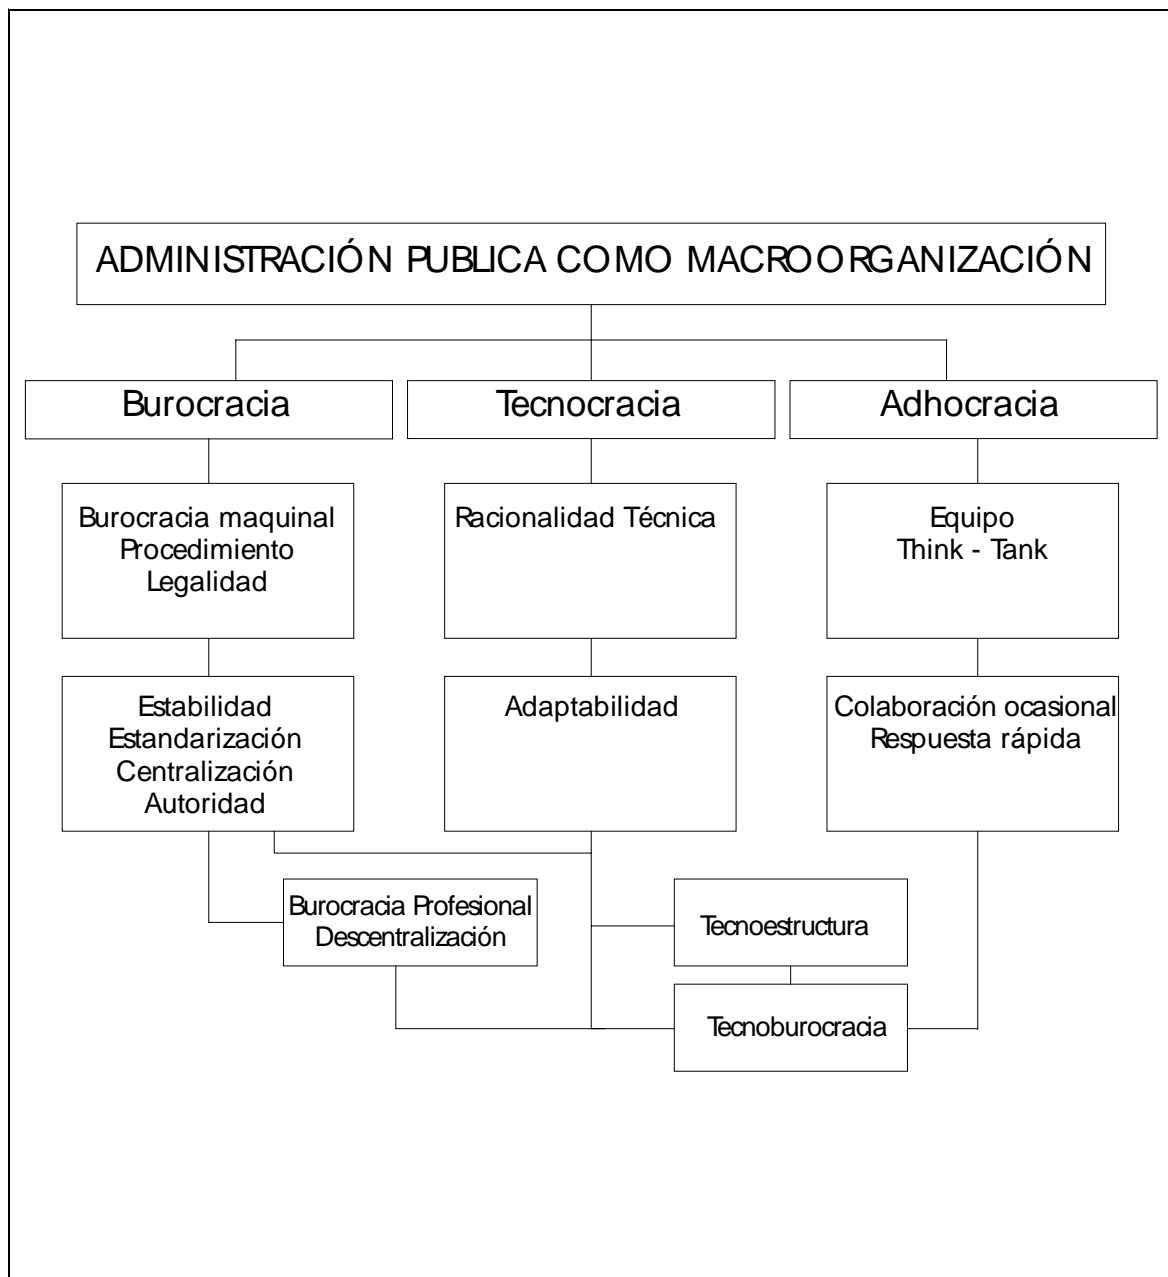 ADMINISTRACIÓN PUBLICA COMO MACROORGANIZACIÓN
Burocracia
Tecnocracia
Adhocracia
Burocracia maquinal
Procedimiento
Legalidad
Racionalidad Técnica
Equipo
Think - Tank
Estabilidad
Estandarización
Centralización
Autoridad
Adaptabilidad
Colaboración ocasional
Respuesta rápida
Burocracia Profesional
Descentralización
Tecnoestructura
Tecnoburocracia